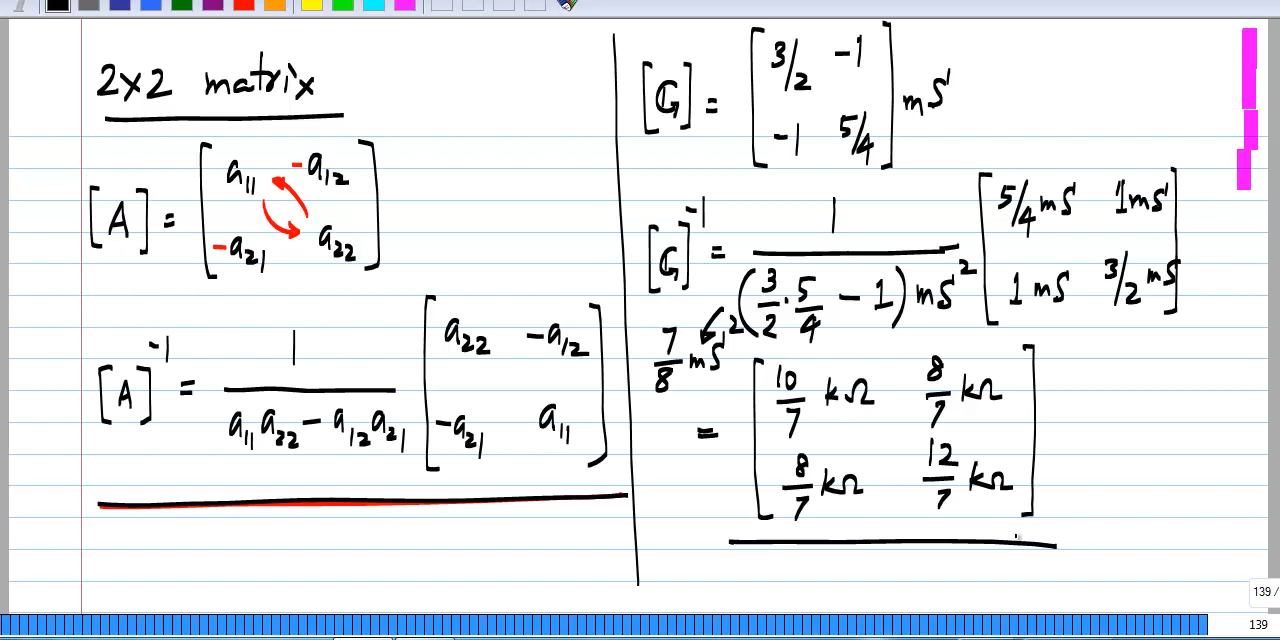 2x2 matrix
[A] = [a11 -a12
-a21 a22]
[A]^-1 = 1 / (a11 a22 - a12 a21) [a22 -a12
-a21 a11]
[G] = [3/2 -1
-1 5/4] mS
[G]^-1 = 1 / (3/2 · 5/4 - 1) mS^2 [5/4 mS 1 mS
1 mS 3/2 mS]
7/8 mS^2
= [10/7 kΩ 8/7 kΩ
8/7 kΩ 12/7 kΩ]
139 /
139